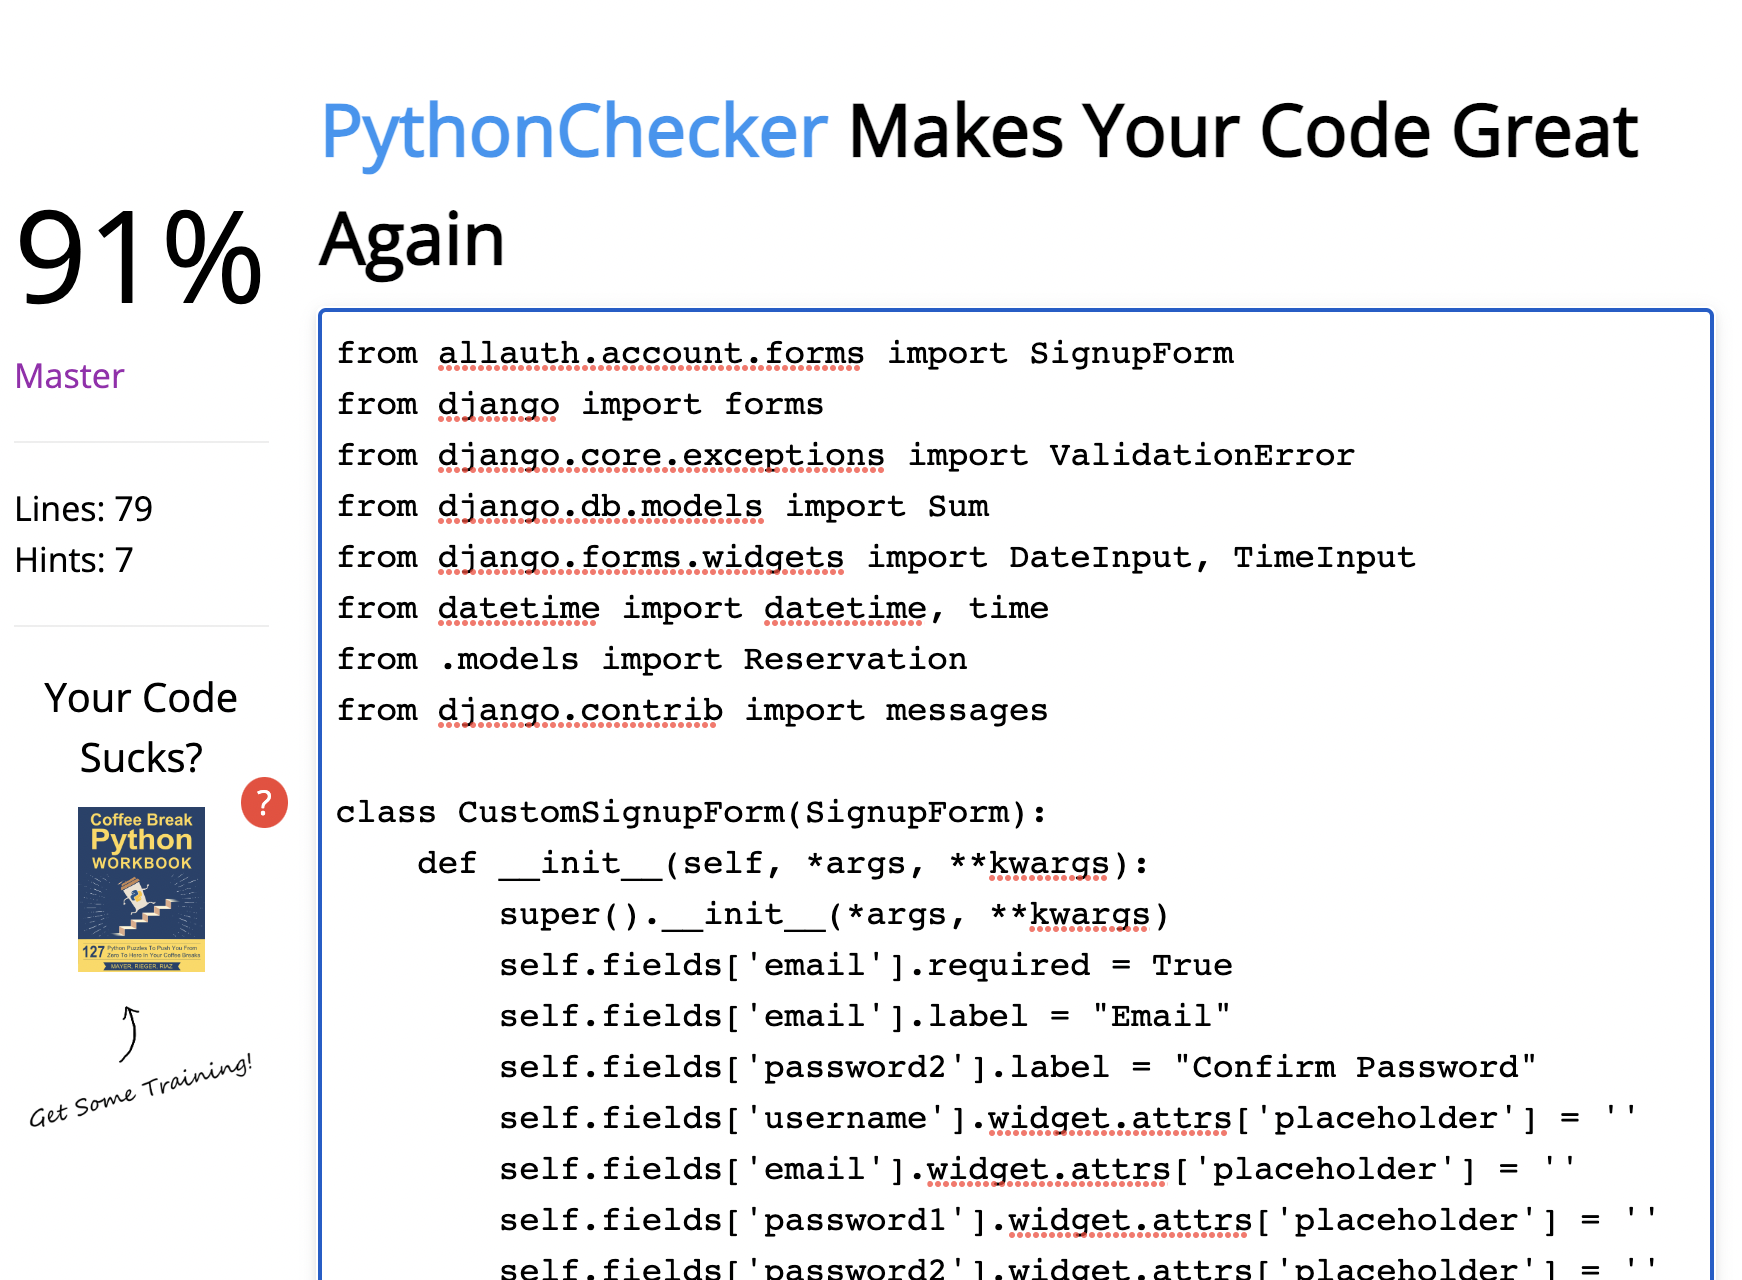 PythonChecker Makes Your Code Great
Again
91%
Master
Lines: 79
Hints: 7
Your Code
Sucks?
?
Coffee Break
Python
WORKBOOK
127 Python Puzzles To Push You From
Zero To Hero in Your Coffee Breaks
MAYER, RIEGER, RIAZ
Get Some Training!
from allauth.account.forms import SignupForm
from django import forms
from django.core.exceptions import ValidationError
from django.db.models import Sum
from django.forms.widgets import DateInput, TimeInput
from datetime import datetime, time
from .models import Reservation
from django.contrib import messages
class CustomSignupForm(SignupForm):
    def __init__(self, *args, **kwargs):
        super().__init__(*args, **kwargs)
        self.fields['email'].required = True
        self.fields['email'].label = "Email"
        self.fields['password2'].label = "Confirm Password"
        self.fields['username'].widget.attrs['placeholder'] = ''
        self.fields['email'].widget.attrs['placeholder'] = ''
        self.fields['password1'].widget.attrs['placeholder'] = ''
        self.fields['password2'].widget.attrs['placeholder'] = ''